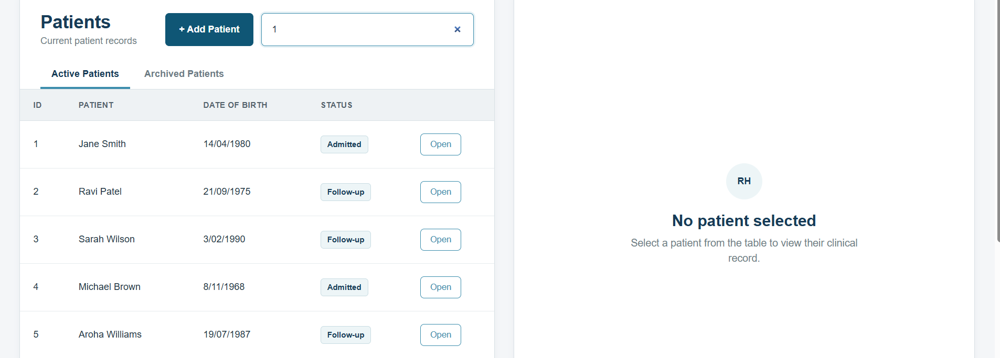 Patients
Current patient records
+ Add Patient
1
×
Active Patients
Archived Patients
ID PATIENT DATE OF BIRTH STATUS
1 Jane Smith 14/04/1980 Admitted Open
2 Ravi Patel 21/09/1975 Follow-up Open
3 Sarah Wilson 3/02/1990 Follow-up Open
4 Michael Brown 8/11/1968 Admitted Open
5 Aroha Williams 19/07/1987 Follow-up Open
RH
No patient selected
Select a patient from the table to view their clinical
record.